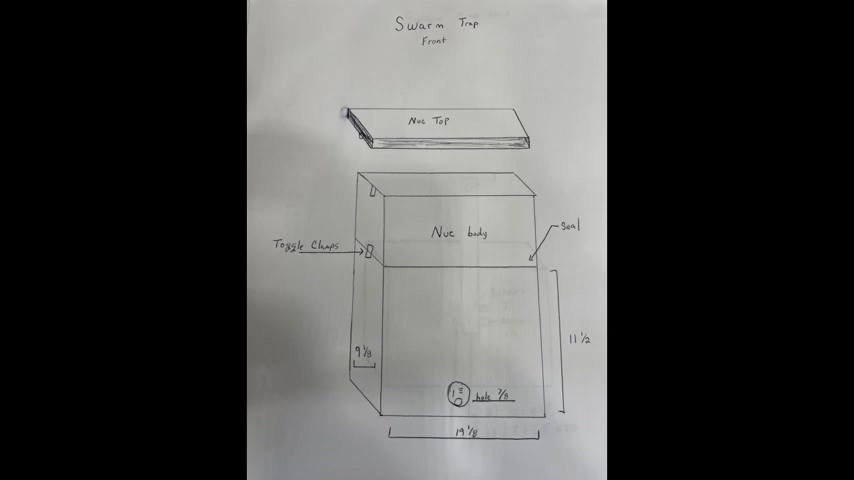 Swarm Trap
Front
Nuc Top
Nuc body
Seal
Toggle Clamps
11 1/2
9 1/8
hole 7/8
19 1/8